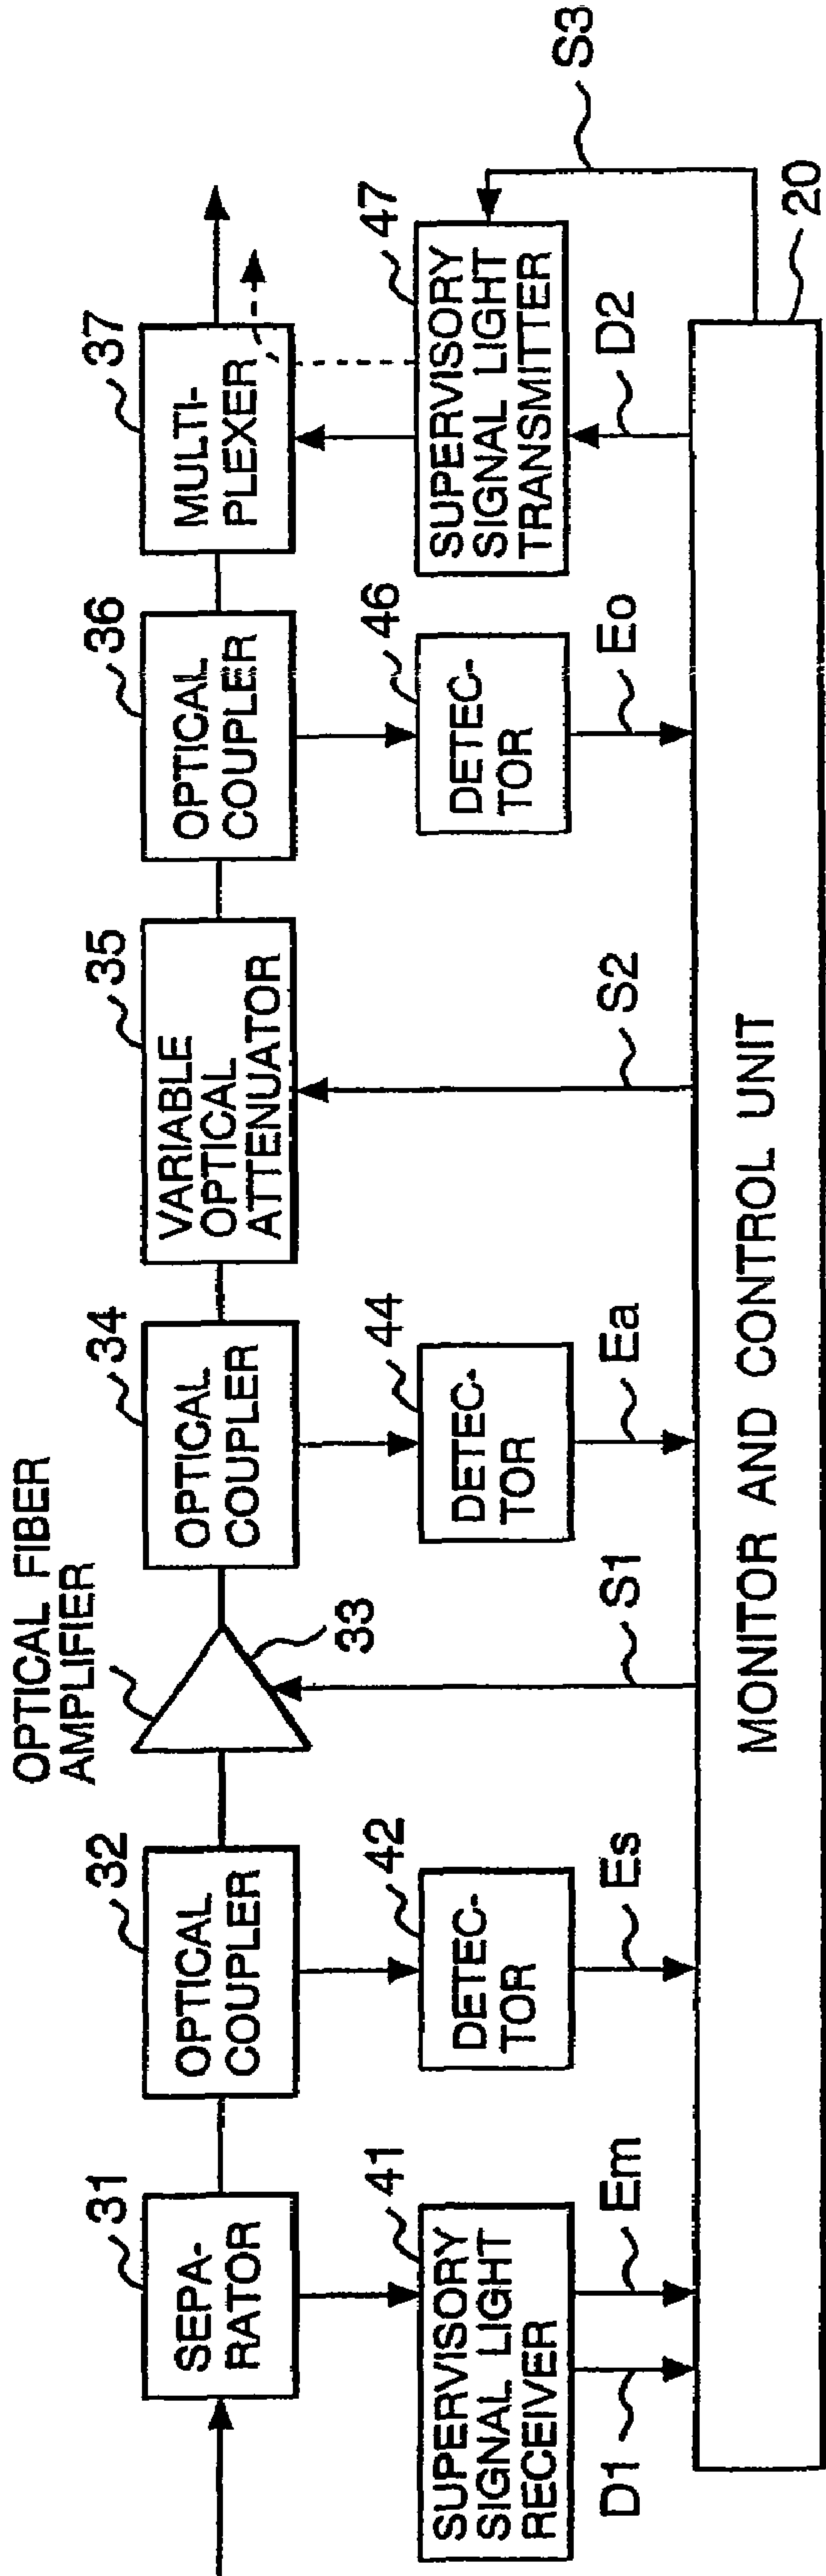 OPTICAL FIBER
AMPLIFIER
31
32
33
34
35
36
37
SEPA-
RATOR
OPTICAL
COUPLER
OPTICAL
COUPLER
VARIABLE
OPTICAL
ATTENUATOR
OPTICAL
COUPLER
MULTI-
PLEXER
41
42
44
46
47
SUPERVISORY
SIGNAL LIGHT
RECEIVER
DETEC-
TOR
DETEC-
TOR
DETEC-
TOR
SUPERVISORY
SIGNAL LIGHT
TRANSMITTER
D1
Em
Es
S1
Ea
S2
Eo
D2
S3
20
MONITOR AND CONTROL UNIT